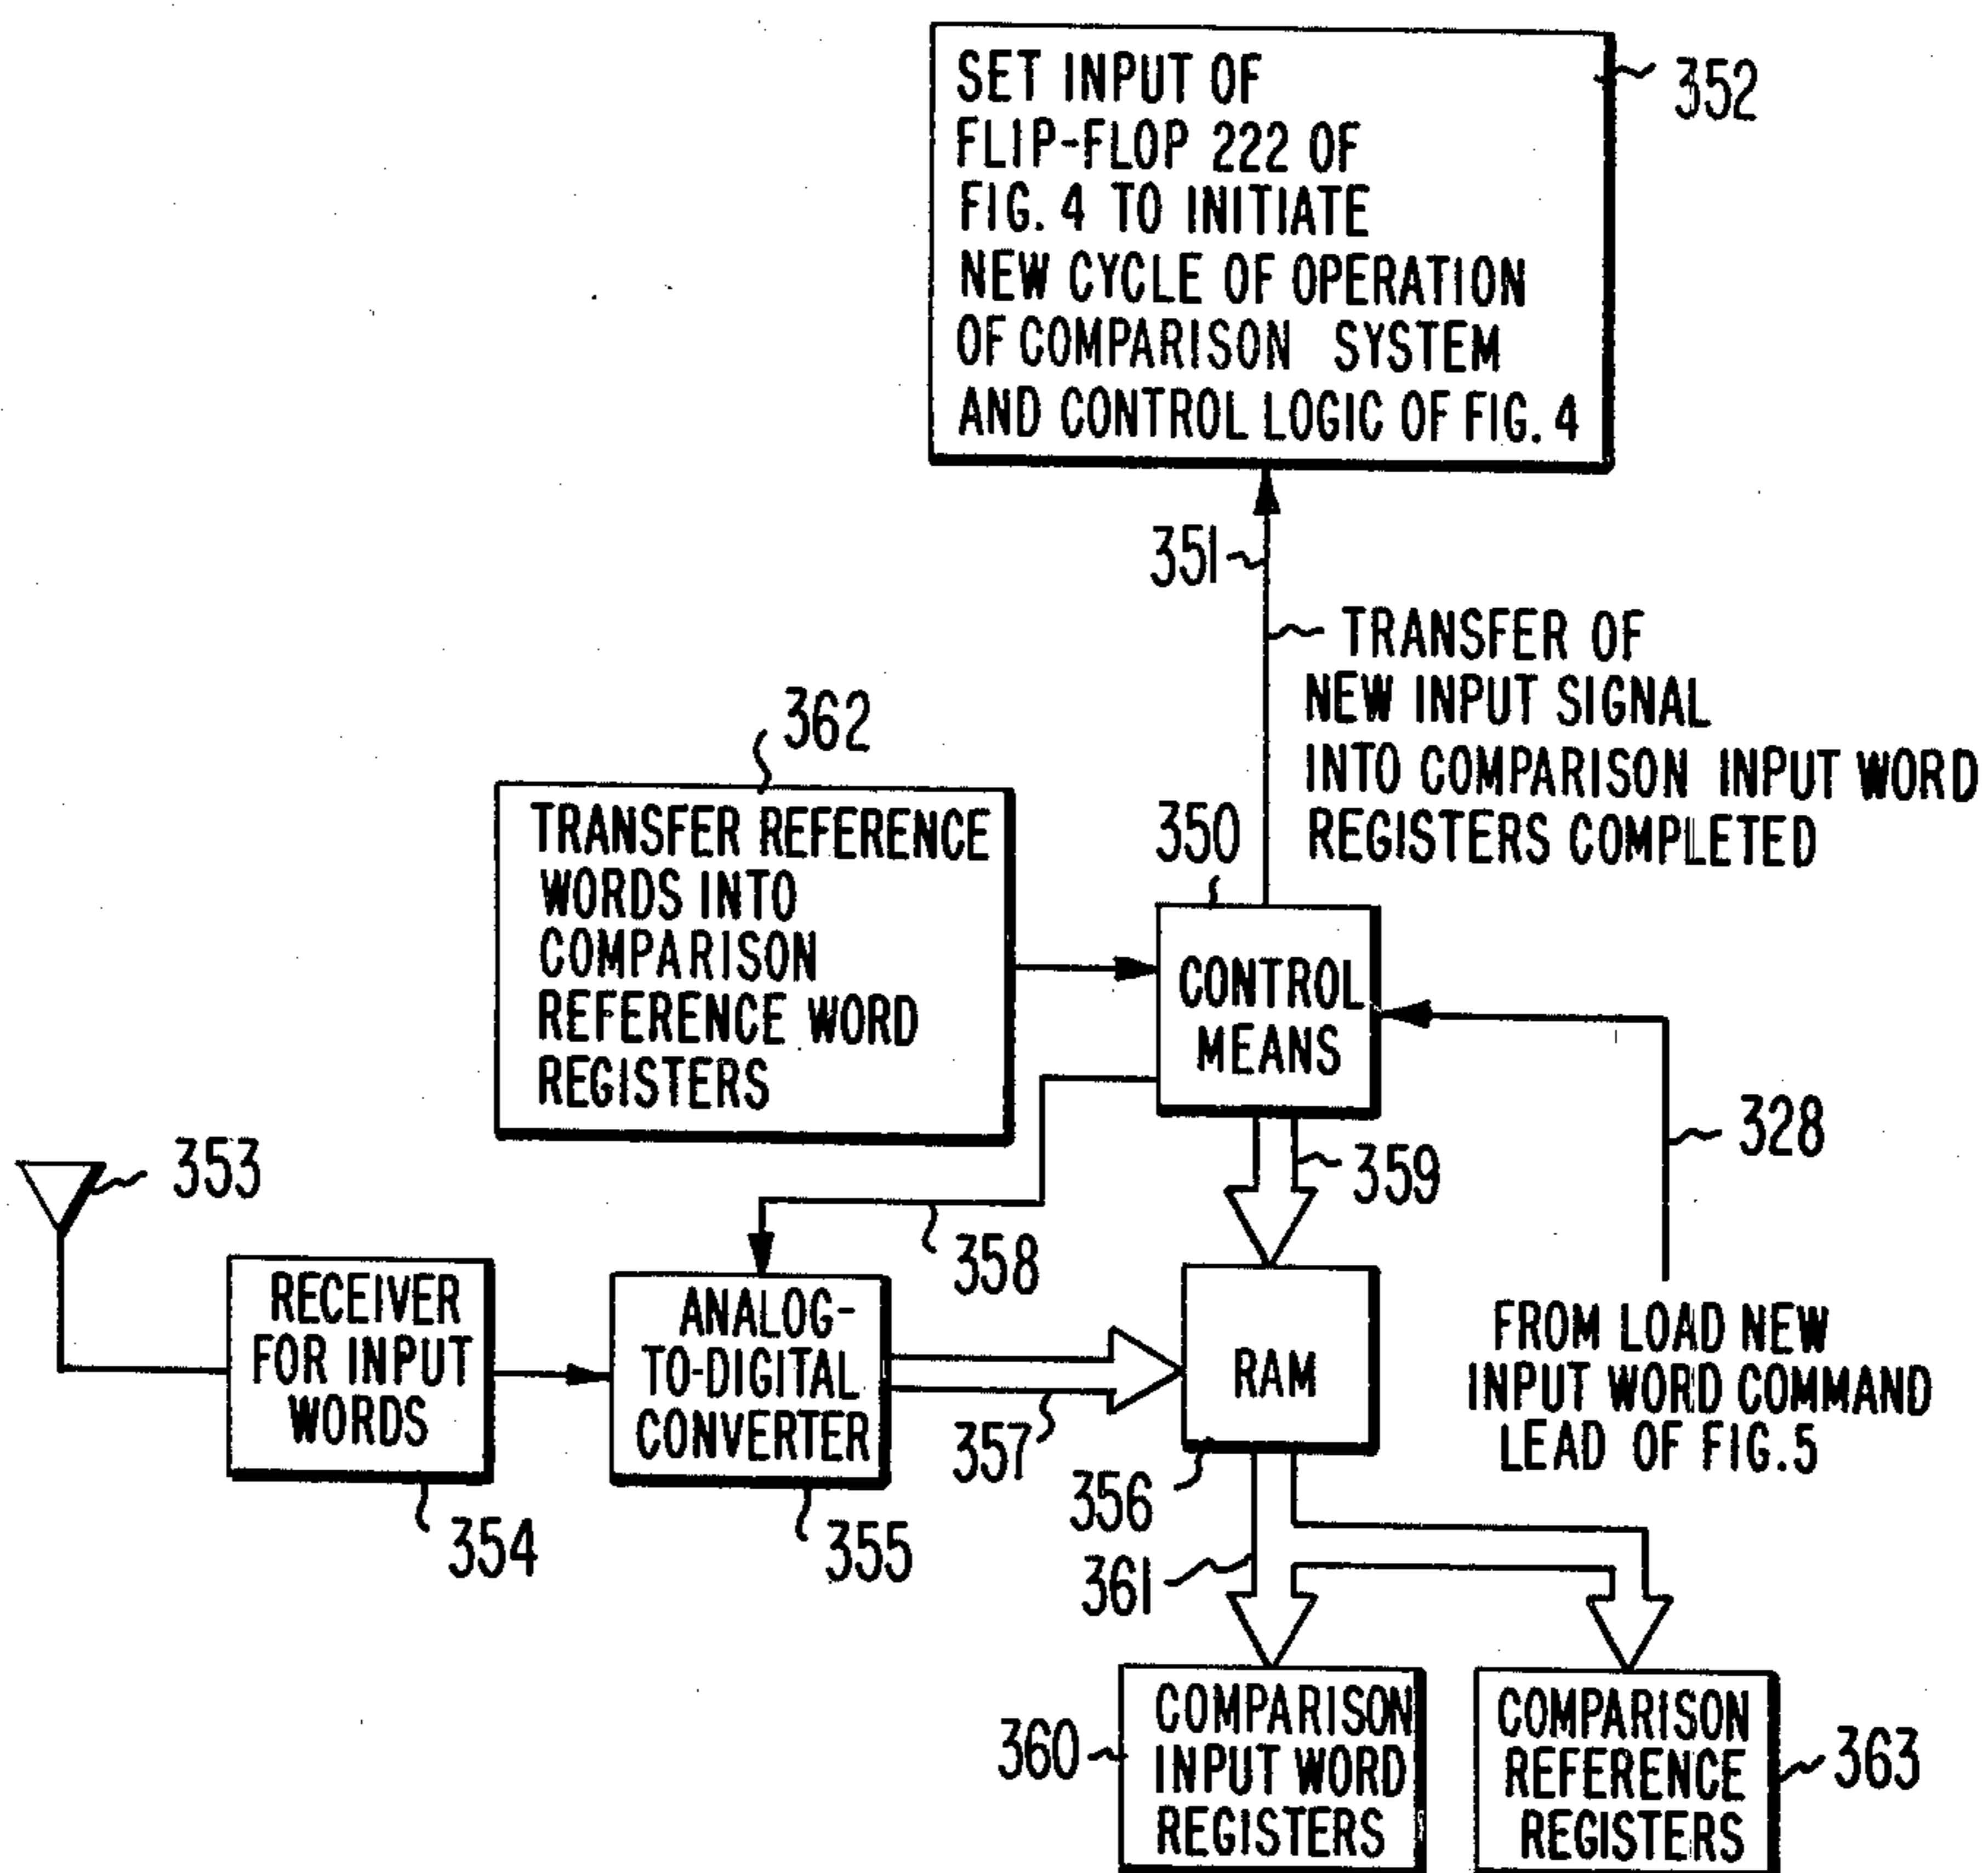 SET INPUT OF
FLIP-FLOP 222 OF
FIG. 4 TO INITIATE
NEW CYCLE OF OPERATION
OF COMPARISON SYSTEM
AND CONTROL LOGIC OF FIG. 4
352
351
TRANSFER OF
NEW INPUT SIGNAL
INTO COMPARISON INPUT WORD
REGISTERS COMPLETED
362
TRANSFER REFERENCE
WORDS INTO
COMPARISON
REFERENCE WORD
REGISTERS
350
CONTROL
MEANS
328
FROM LOAD NEW
INPUT WORD COMMAND
LEAD OF FIG. 5
353
RECEIVER
FOR INPUT
WORDS
354
358
ANALOG-
TO-DIGITAL
CONVERTER
355
357
359
RAM
356
361
360
COMPARISON
INPUT WORD
REGISTERS
COMPARISON
REFERENCE
REGISTERS
363